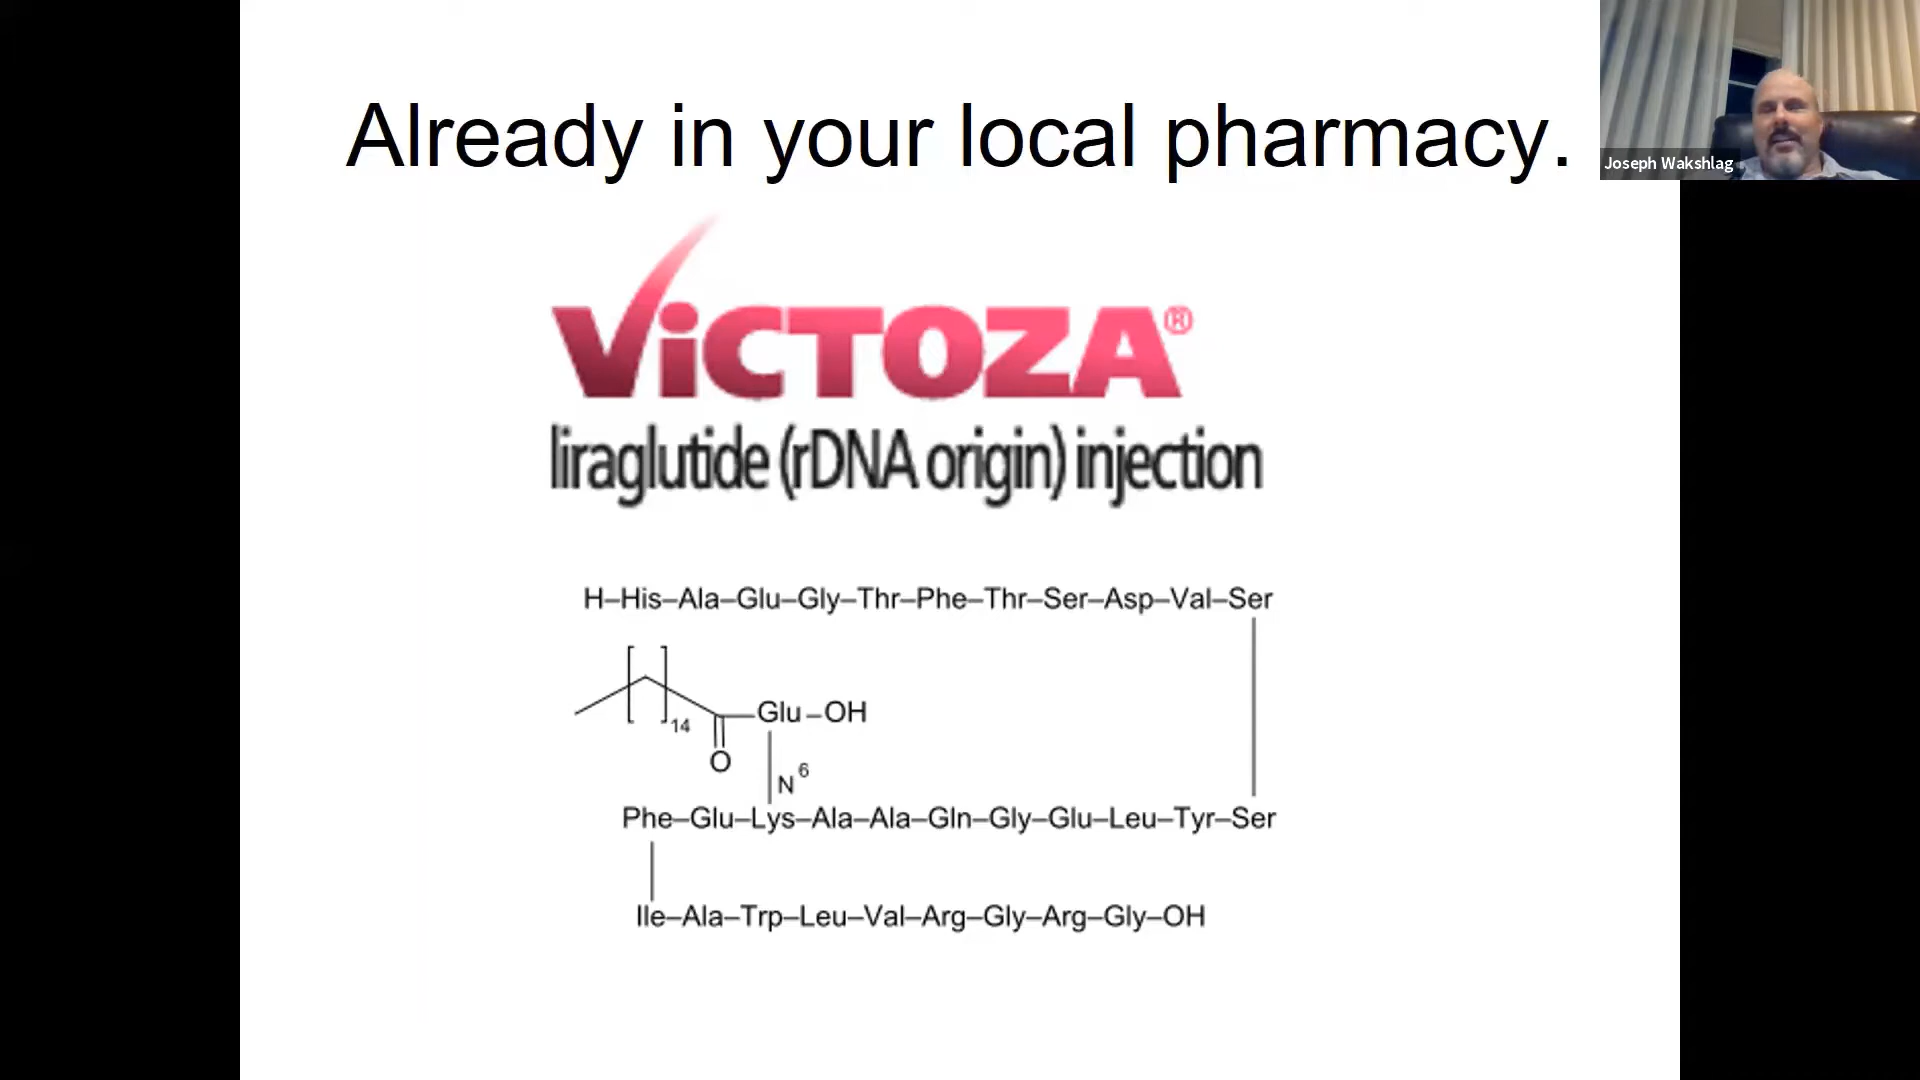 Already in your local pharmacy.
Joseph Wakshlag
ViCTOZA®
liraglutide (rDNA origin) injection
H–His–Ala–Glu–Gly–Thr–Phe–Thr–Ser–Asp–Val–Ser
14
Glu–OH
O
N6
Phe–Glu–Lys–Ala–Ala–Gln–Gly–Glu–Leu–Tyr–Ser
Ile–Ala–Trp–Leu–Val–Arg–Gly–Arg–Gly–OH